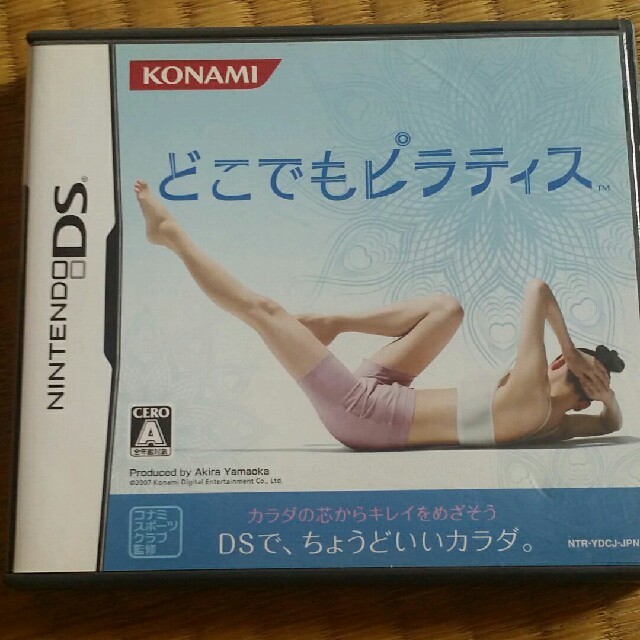 KONAMI
どこでもピラティス™
NINTENDO DS®
CERO
A
全年齢対象
Produced by Akira Yamaoka
©2007 Konami Digital Entertainment Co., Ltd.
コナミ
スポーツ
クラブ
監修
カラダの芯からキレイをめざそう
DSで、ちょうどいいカラダ。
NTR-YDCJ-JPN